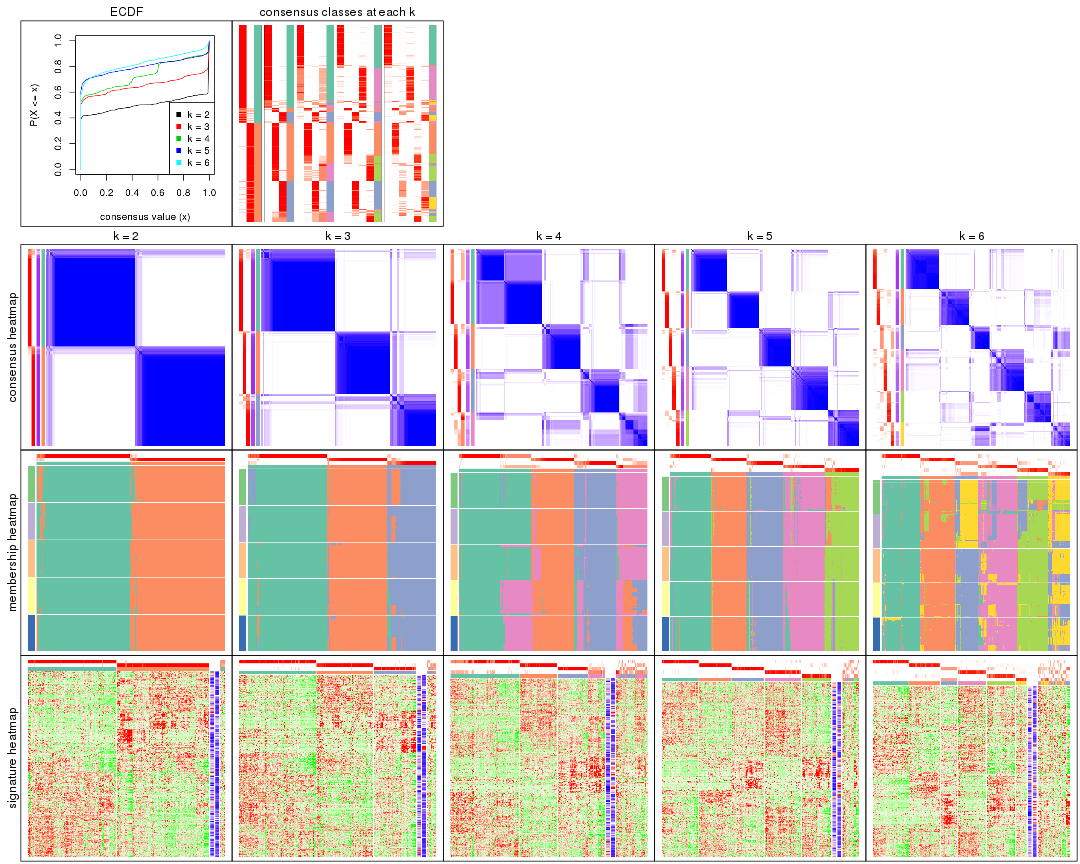 ECDF
consensus classes at each k
P(X <= x)
0.0 0.2 0.4 0.6 0.8 1.0
k = 2
k = 3
k = 4
k = 5
k = 6
0.0 0.2 0.4 0.6 0.8 1.0
consensus value (x)
k = 2
k = 3
k = 4
k = 5
k = 6
consensus heatmap
membership heatmap
signature heatmap